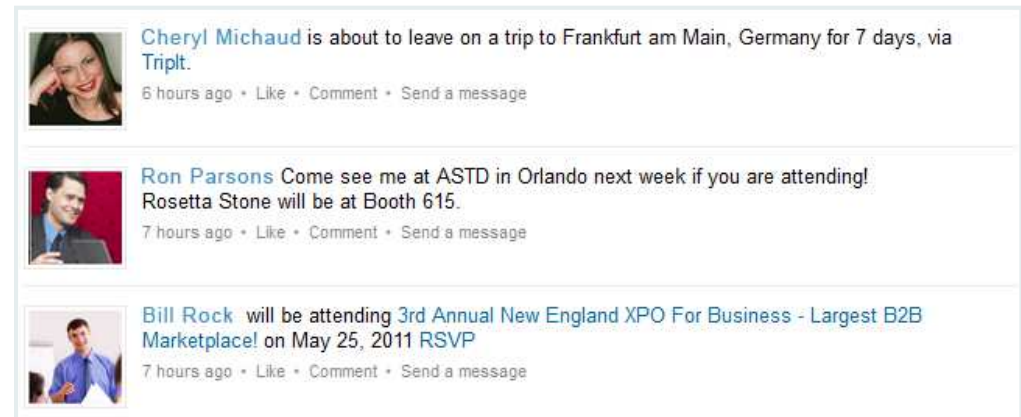 Cheryl Michaud is about to leave on a trip to Frankfurt am Main, Germany for 7 days, via
TripIt.
6 hours ago • Like • Comment • Send a message
Ron Parsons Come see me at ASTD in Orlando next week if you are attending!
Rosetta Stone will be at Booth 615.
7 hours ago • Like • Comment • Send a message
Bill Rock will be attending 3rd Annual New England XPO For Business - Largest B2B
Marketplace! on May 25, 2011 RSVP
7 hours ago • Like • Comment • Send a message